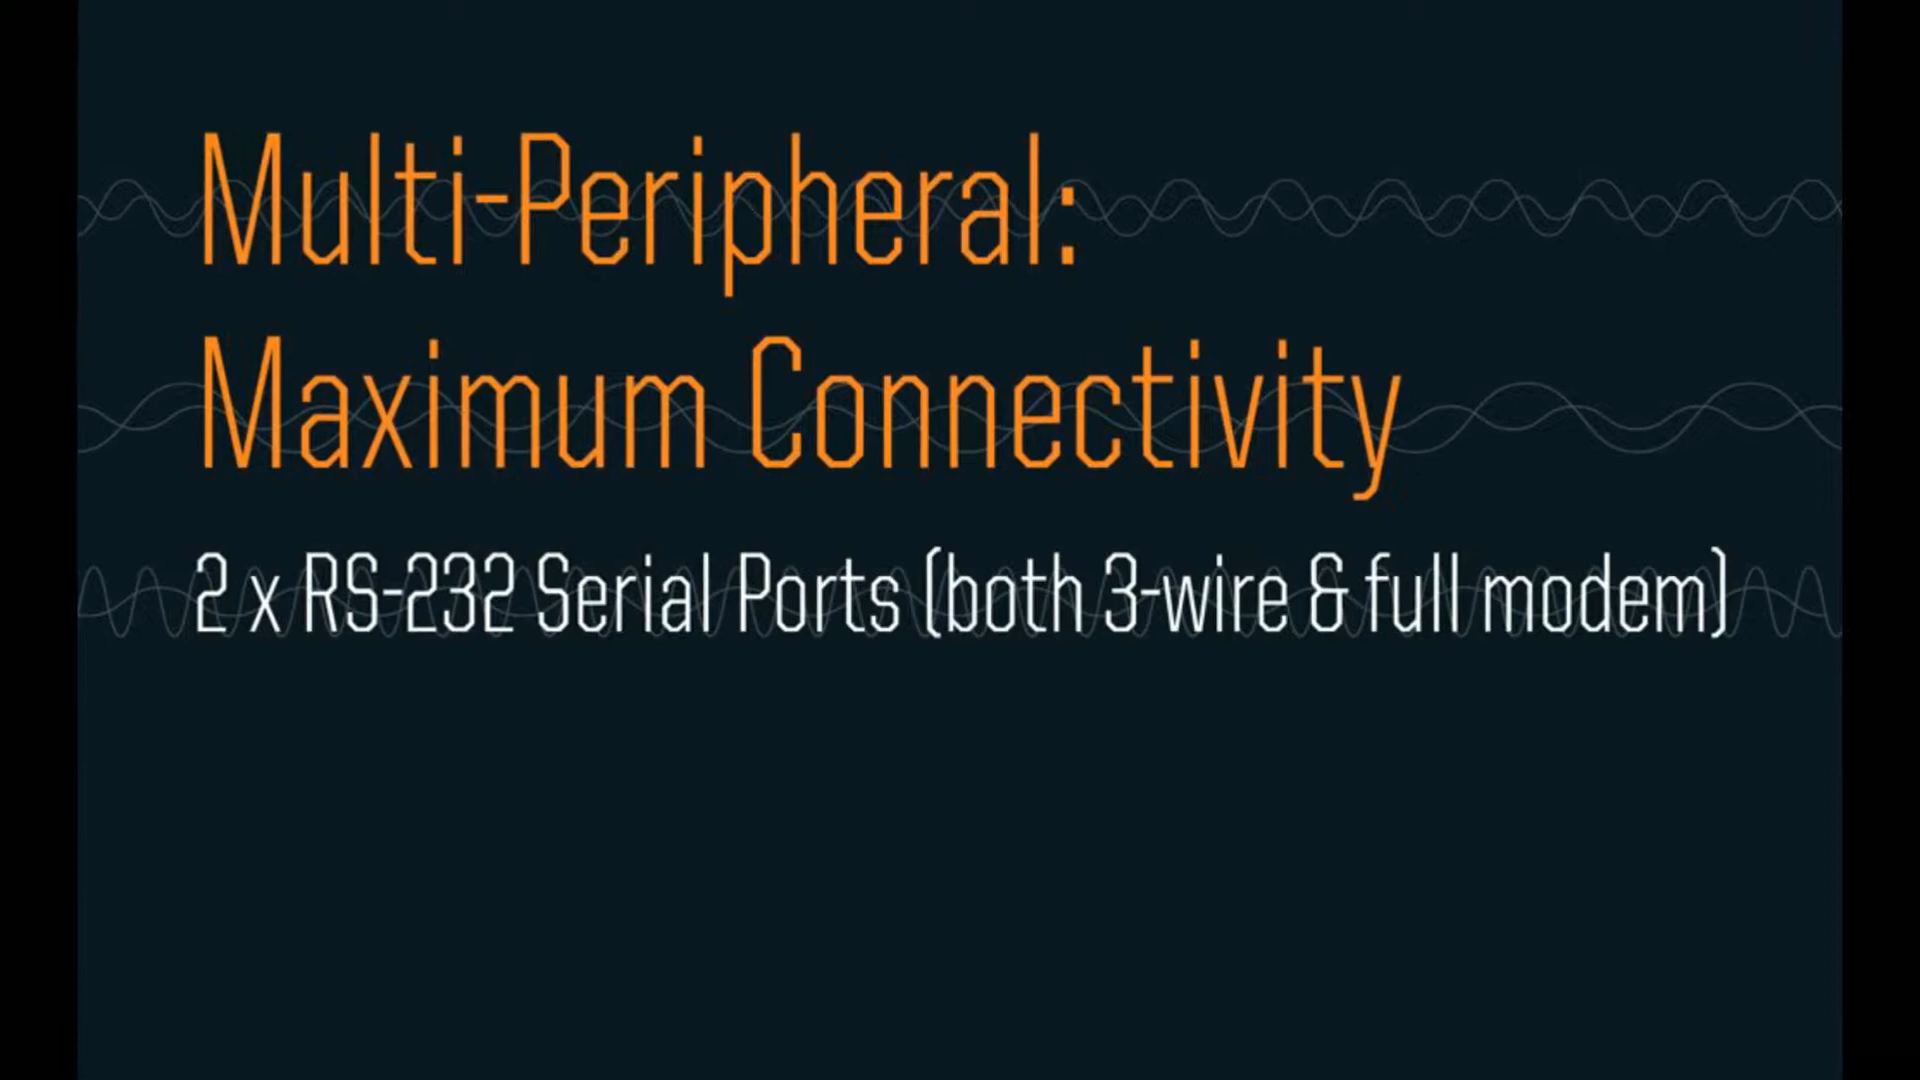 Multi-Peripheral:
Maximum Connectivity
2 x RS-232 Serial Ports (both 3-wire & full modem)